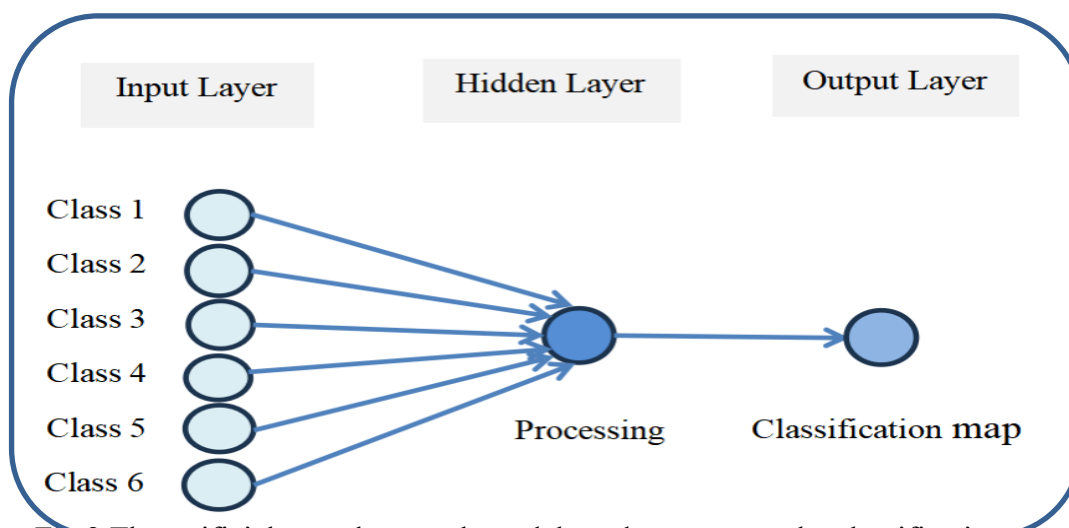 Input Layer
Hidden Layer
Output Layer
Class 1
Class 2
Class 3
Class 4
Class 5
Class 6
Processing
Classification map